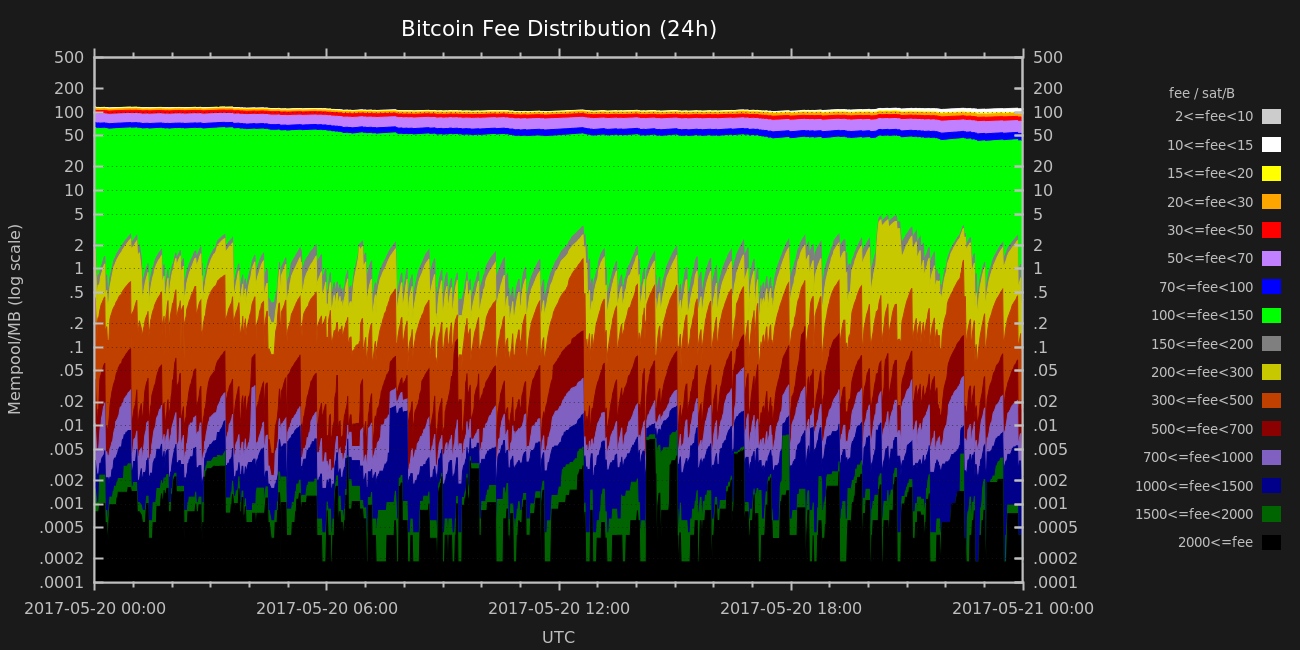 Bitcoin Fee Distribution (24h)
500 500
200 200
100 100
50 50
20 20
10 10
5 5
2 2
1 1
.5 .5
.2 .2
.1 .1
.05 .05
.02 .02
.01 .01
.005 .005
.002 .002
.001 .001
.0005 .0005
.0002 .0002
.0001 .0001
Mempool/MB (log scale)
2017-05-20 00:00 2017-05-20 06:00 2017-05-20 12:00 2017-05-20 18:00 2017-05-21 00:00
UTC
fee / sat/B
2<=fee<10
10<=fee<15
15<=fee<20
20<=fee<30
30<=fee<50
50<=fee<70
70<=fee<100
100<=fee<150
150<=fee<200
200<=fee<300
300<=fee<500
500<=fee<700
700<=fee<1000
1000<=fee<1500
1500<=fee<2000
2000<=fee